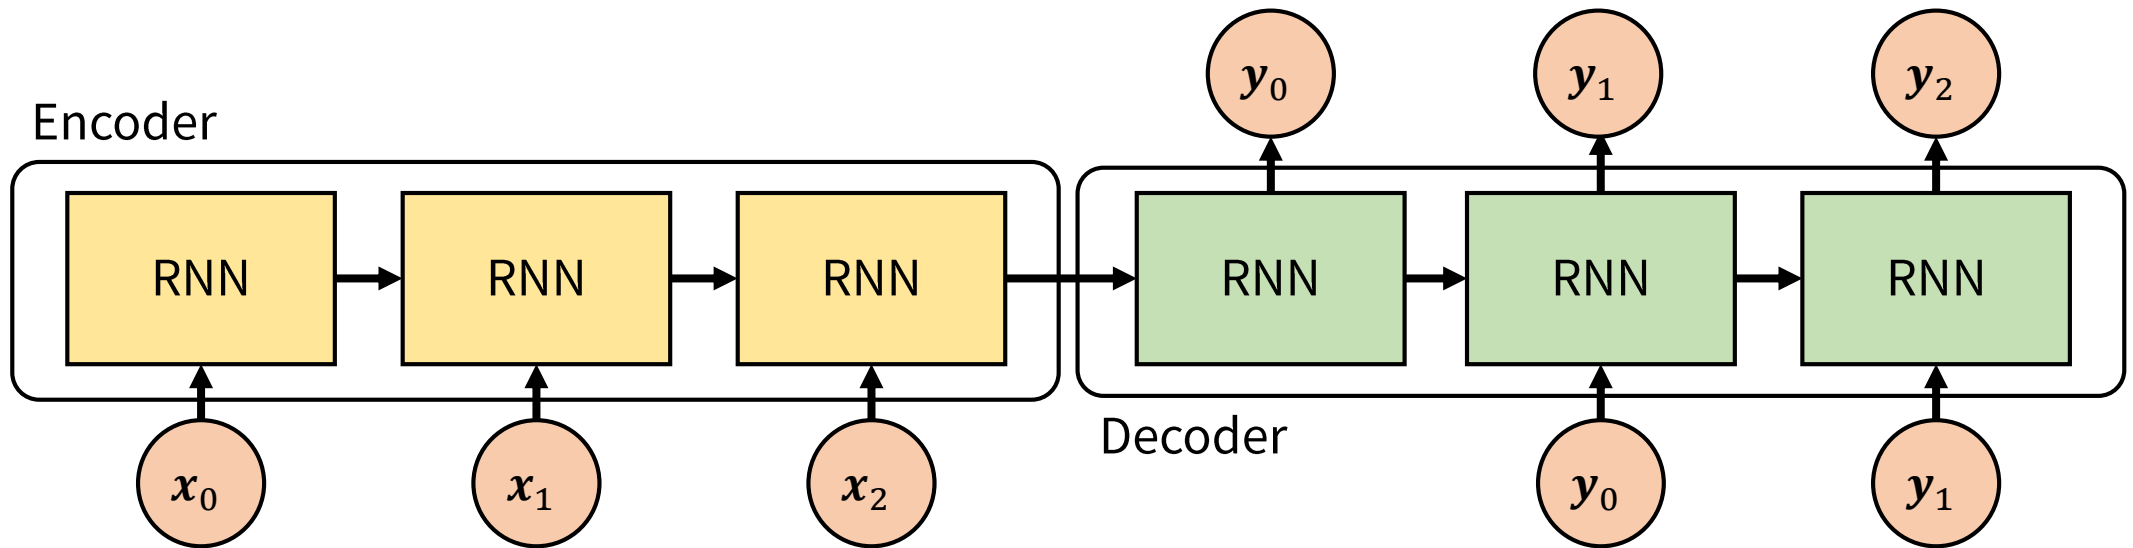 y0 y1 y2
Encoder
RNN RNN RNN RNN RNN RNN
Decoder
x0 x1 x2 y0 y1